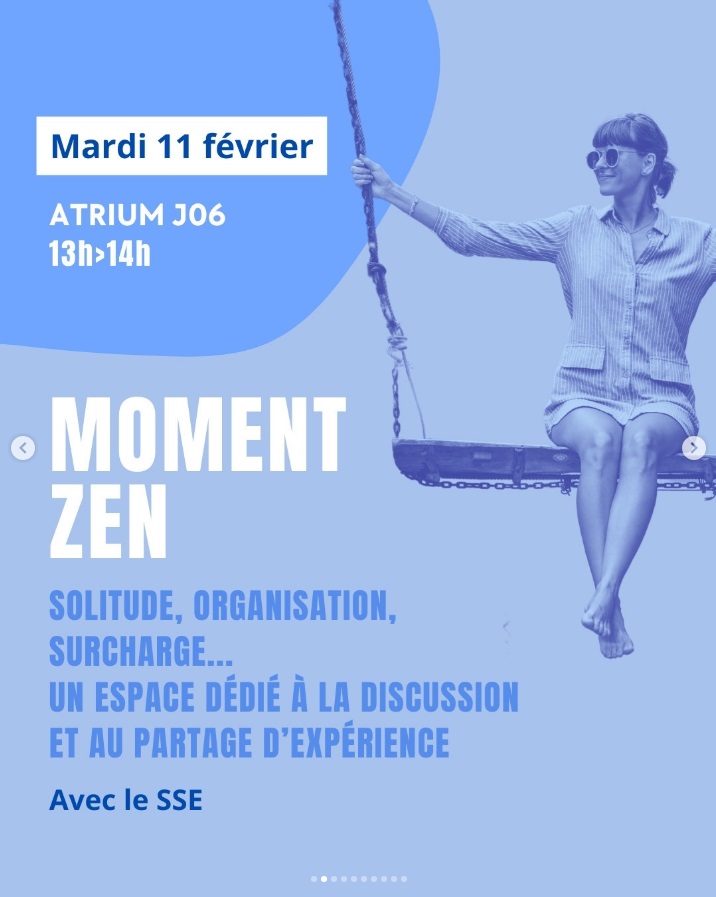 Mardi 11 février
ATRIUM J06
13h>14h
MOMENT
ZEN
SOLITUDE, ORGANISATION,
SURCHARGE...
UN ESPACE DÉDIÉ À LA DISCUSSION
ET AU PARTAGE D’EXPÉRIENCE
Avec le SSE